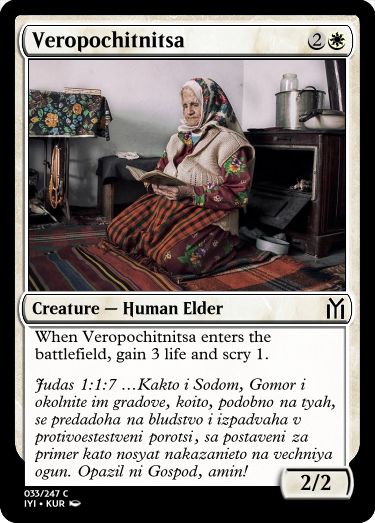 Veropochitnitsa 2
Creature — Human Elder
When Veropochitnitsa enters the
battlefield, gain 3 life and scry 1.
Judas 1:1:7 ...Kakto i Sodom, Gomor i
okolnite im gradove, koito, podobno na tyah,
se predadoha na bludstvo i izpadvaha v
protivoestestveni porotsi, sa postaveni za
primer kato nosyat nakazanieto na vechniya
ogun. Opazil ni Gospod, amin!
2/2
033/247 C
IYI • KUR